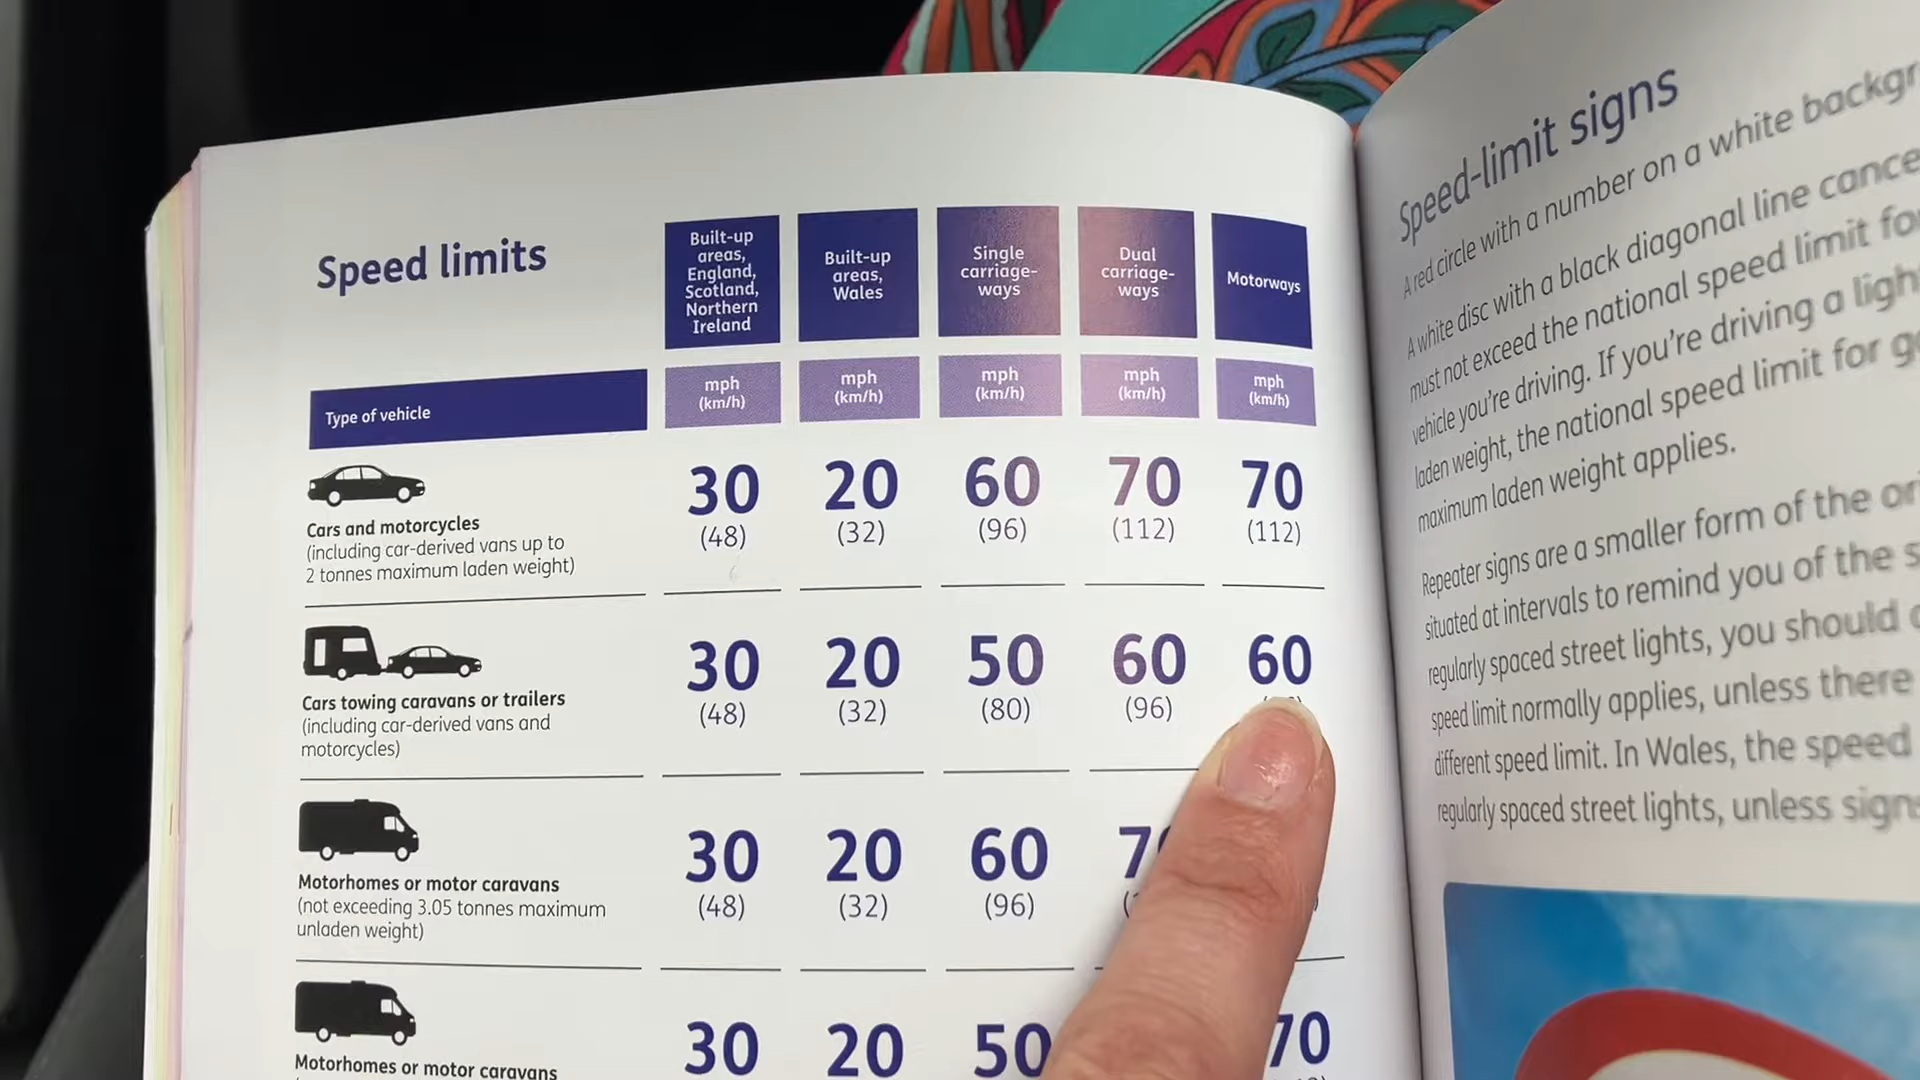 Speed limits
Built-up
areas,
England,
Scotland,
Northern
Ireland
Built-up
areas,
Wales
Single
carriage-
ways
Dual
carriage-
ways
Motorways
Type of vehicle
mph
(km/h)
mph
(km/h)
mph
(km/h)
mph
(km/h)
mph
(km/h)
Cars and motorcycles
(including car-derived vans up to
2 tonnes maximum laden weight)
30 20 60 70 70
(48) (32) (96) (112) (112)
Cars towing caravans or trailers
(including car-derived vans and
motorcycles)
30 20 50 60 60
(48) (32) (80) (96)
Motorhomes or motor caravans
(not exceeding 3.05 tonnes maximum
unladen weight)
30 20 60
(48) (32) (96)
Motorhomes or motor caravans
30 20 50 70
Speed-limit signs
A red circle with a number on a white
A white disc with a black diagonal line
must not exceed the national speed limit
vehicle you're driving. If you're driving a
laden weight, the national speed limit for
maximum laden weight applies.
Repeater signs are a smaller form of the
situated at intervals to remind you of the
regularly spaced street lights, you should
speed limit normally applies, unless there
different speed limit. In Wales, the speed
regularly spaced street lights, unless